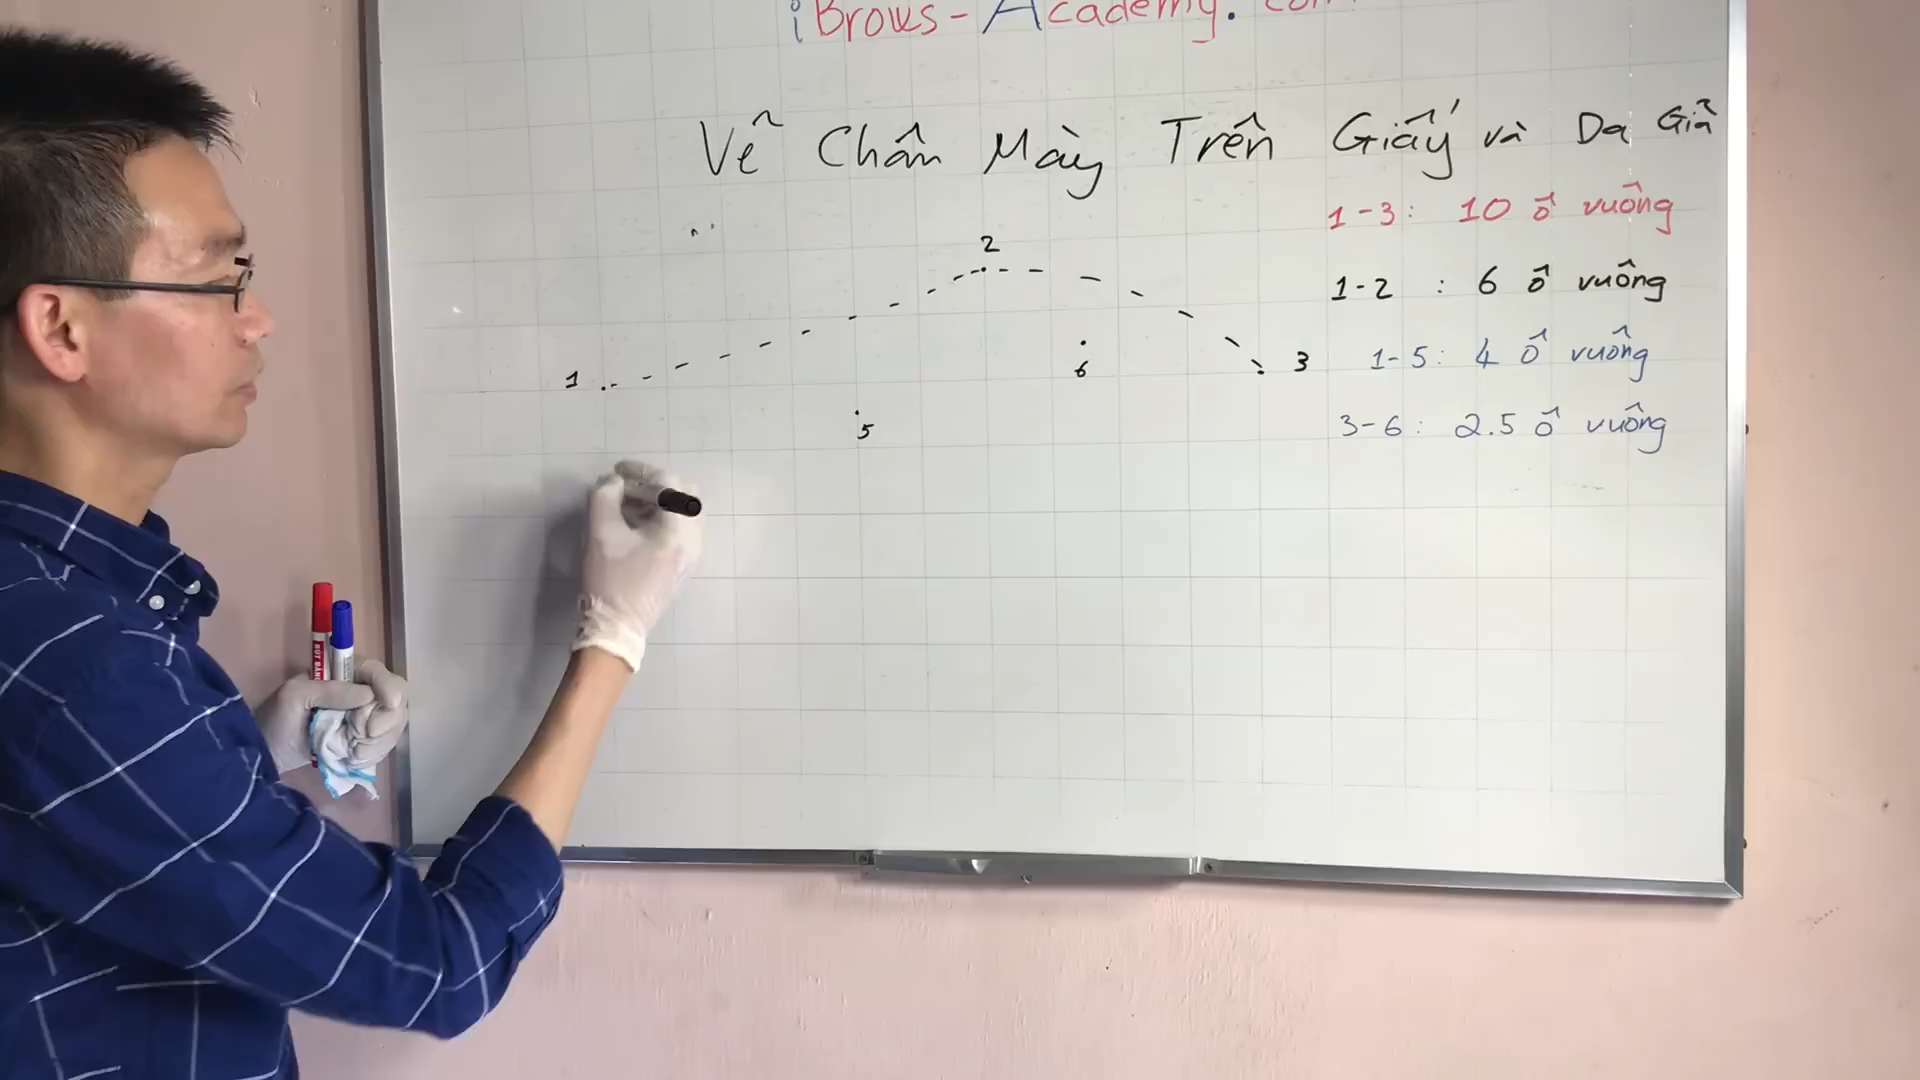 iBrows - Academy.com
Vẽ Chân Mày Trên Giấy và Da Giả
1-3: 10 ô vuông
1-2 : 6 ô vuông
1-5: 4 ô vuông
3-6: 2.5 ô vuông
2
1
3
6
5